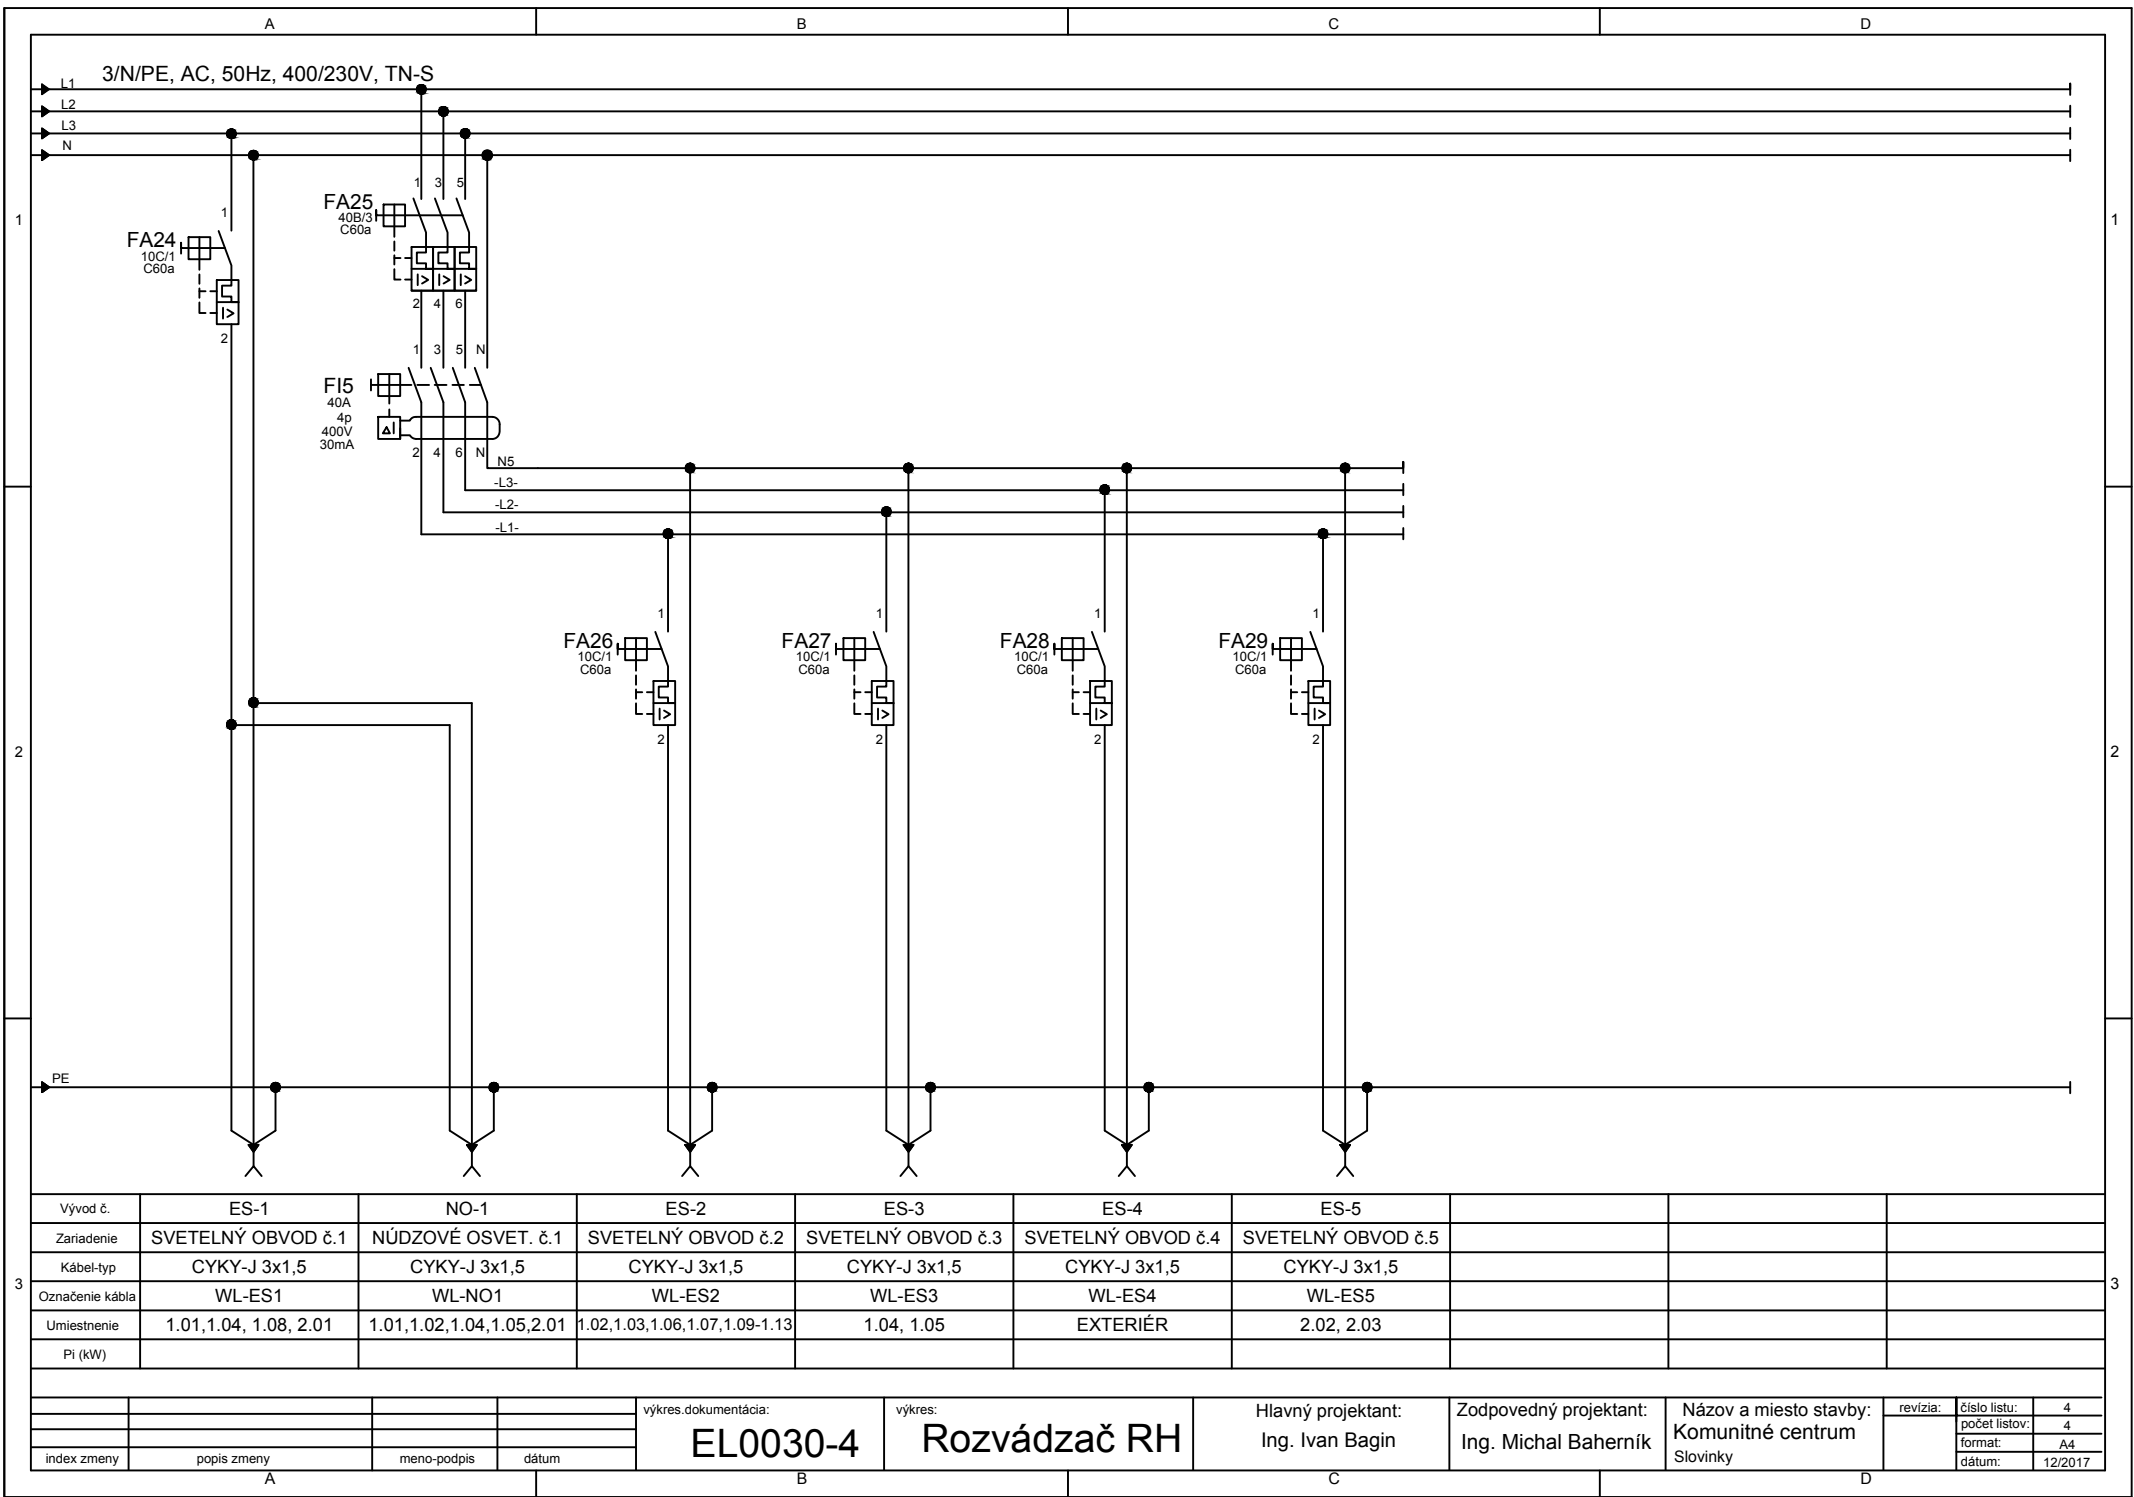 A B C D
3/N/PE, AC, 50Hz, 400/230V, TN-S
L1
L2
L3
N
1 3 5
FA25
40B/3
C60a
1
FA24
10C/1
C60a
I> I> I>
2 4 6
I>
2
1 1
1 3 5 N
FI5
40A
4p
400V
30mA
ΔI
2 4 6 N
N5
-L3-
-L2-
-L1-
1 1 1 1
FA26
10C/1
C60a
I>
2
FA27
10C/1
C60a
I>
2
FA28
10C/1
C60a
I>
2
FA29
10C/1
C60a
I>
2
2 2
PE
Vývod č. ES-1 NO-1 ES-2 ES-3 ES-4 ES-5
Zariadenie SVETELNÝ OBVOD č.1 NÚDZOVÉ OSVET. č.1 SVETELNÝ OBVOD č.2 SVETELNÝ OBVOD č.3 SVETELNÝ OBVOD č.4 SVETELNÝ OBVOD č.5
Kábel-typ CYKY-J 3x1,5 CYKY-J 3x1,5 CYKY-J 3x1,5 CYKY-J 3x1,5 CYKY-J 3x1,5 CYKY-J 3x1,5
3 3
Označenie kábla WL-ES1 WL-NO1 WL-ES2 WL-ES3 WL-ES4 WL-ES5
Umiestnenie 1.01,1.04, 1.08, 2.01 1.01,1.02,1.04,1.05,2.01 1.02,1.03,1.06,1.07,1.09-1.13 1.04, 1.05 EXTERIÉR 2.02, 2.03
Pi (kW)
index zmeny popis zmeny meno-podpis dátum
výkres.dokumentácia:
EL0030-4
výkres:
Rozvádzač RH
Hlavný projektant:
Ing. Ivan Bagin
Zodpovedný projektant:
Ing. Michal Baherník
Názov a miesto stavby:
Komunitné centrum
Slovinky
revízia:
číslo listu: 4
počet listov: 4
format: A4
dátum: 12/2017
A B C D